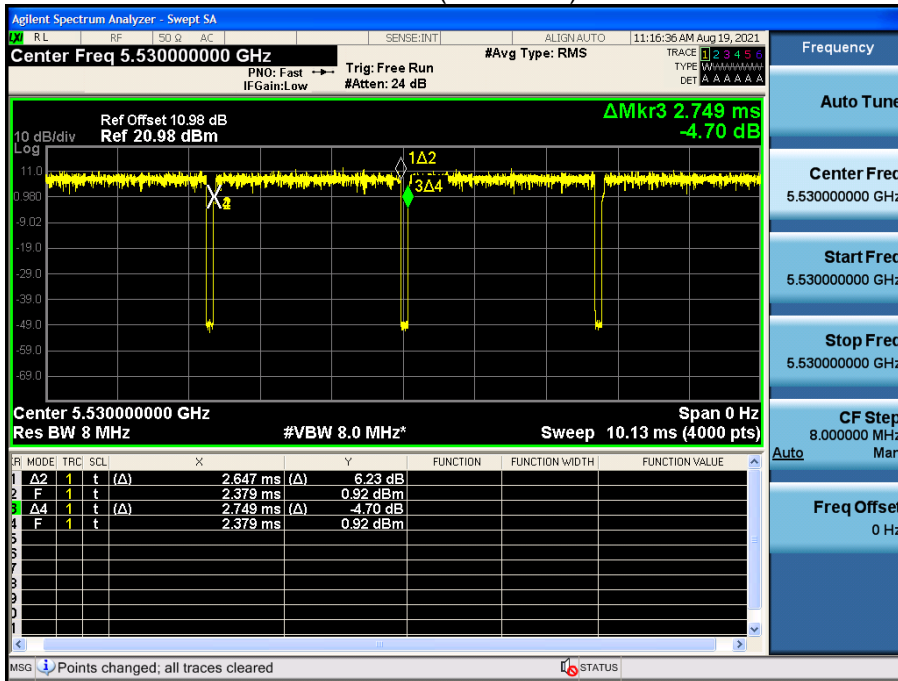 Agilent Spectrum Analyzer - Swept SA
LXI RL RF 50 Ω AC SENSE:INT ALIGN AUTO 11:16:36 AM Aug 19, 2021
Center Freq 5.530000000 GHz
PNO: Fast
IFGain:Low
Trig: Free Run
#Atten: 24 dB
#Avg Type: RMS
TRACE 1 2 3 4 5 6
TYPE WWWWWW
DET A A A A A A
Ref Offset 10.98 dB
10 dB/div Ref 20.98 dBm
Log
ΔMkr3 2.749 ms
-4.70 dB
11.0
0.980
-9.02
-19.0
-29.0
-39.0
-49.0
-59.0
-69.0
1Δ2
3Δ4
Center 5.530000000 GHz Span 0 Hz
Res BW 8 MHz #VBW 8.0 MHz* Sweep 10.13 ms (4000 pts)
MODE TRC SCL X Y FUNCTION FUNCTION WIDTH FUNCTION VALUE
1 Δ2 1 t (Δ) 2.647 ms (Δ) 6.23 dB
2 F 1 t 2.379 ms 0.92 dBm
3 Δ4 1 t (Δ) 2.749 ms (Δ) -4.70 dB
4 F 1 t 2.379 ms 0.92 dBm
5
6
7
8
9
MSG Points changed; all traces cleared STATUS
Frequency
Auto Tune
Center Freq
5.530000000 GHz
Start Freq
5.530000000 GHz
Stop Freq
5.530000000 GHz
CF Step
8.000000 MHz
Auto Man
Freq Offset
0 Hz